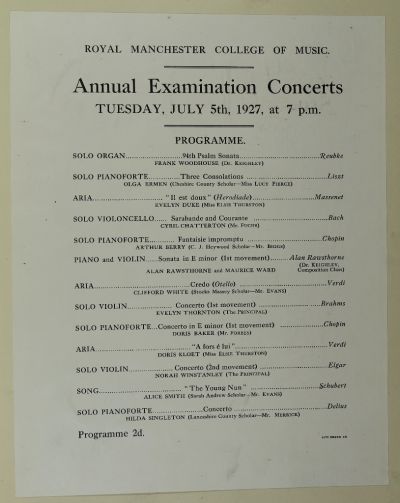 ROYAL MANCHESTER COLLEGE OF MUSIC.
Annual Examination Concerts
TUESDAY, JULY 5th, 1927, at 7 p.m.
PROGRAMME.
SOLO ORGAN..........94th Psalm Sonata..........Reubke
FRANK WOODHOUSE (Dr. KEIGHLEY)
SOLO PIANOFORTE..........Three Consolations..........Liszt
OLGA ERMEN (Cheshire County Scholar—Miss LUCY PIERCE)
ARIA.......... "Il est doux" (Herodiade)..........Massenet
EVELYN DUKE (Miss ELSIE THURSTON)
SOLO VIOLONCELLO...... Sarabande and Courante ..........Bach
CYRIL CHATTERTON (Mr. FUCHS)
SOLO PIANOFORTE.......... Fantaisie impromptu ..........Chopin
ARTHUR BERRY (C. J. Heywood Scholar—Mr. BRIGGS)
PIANO and VIOLIN.....Sonata in E minor (1st movement)..........Alan Rawsthorne
(Dr. KEIGHLEY,
Composition Class)
ALAN RAWSTHORNE and MAURICE WARD
ARIA..........Credo (Otello)..........Verdi
CLIFFORD WHITE (Stocks Massey Scholar—Mr. EVANS)
SOLO VIOLIN..........Concerto (1st movement) ..........Brahms
EVELYN THORNTON (The PRINCIPAL)
SOLO PIANOFORTE...Concerto in E minor (1st movement) ..........Chopin
DORIS BAKER (Mr. FORBES)
ARIA .......... "A fors è lui" ..........Verdi
DORIS KLOET (Miss ELSIE THURSTON)
SOLO VIOLIN..........Concerto (2nd movement) ..........Elgar
NORAH WINSTANLEY (The PRINCIPAL)
SONG.......... "The Young Nun" ..........Schubert
ALICE SMITH (Sarah Andrew Scholar—Mr. EVANS)
SOLO PIANOFORTE..........Concerto ..........Delius
HILDA SINGLETON (Lancashire County Scholar—Mr. MERRICK)
Programme 2d.